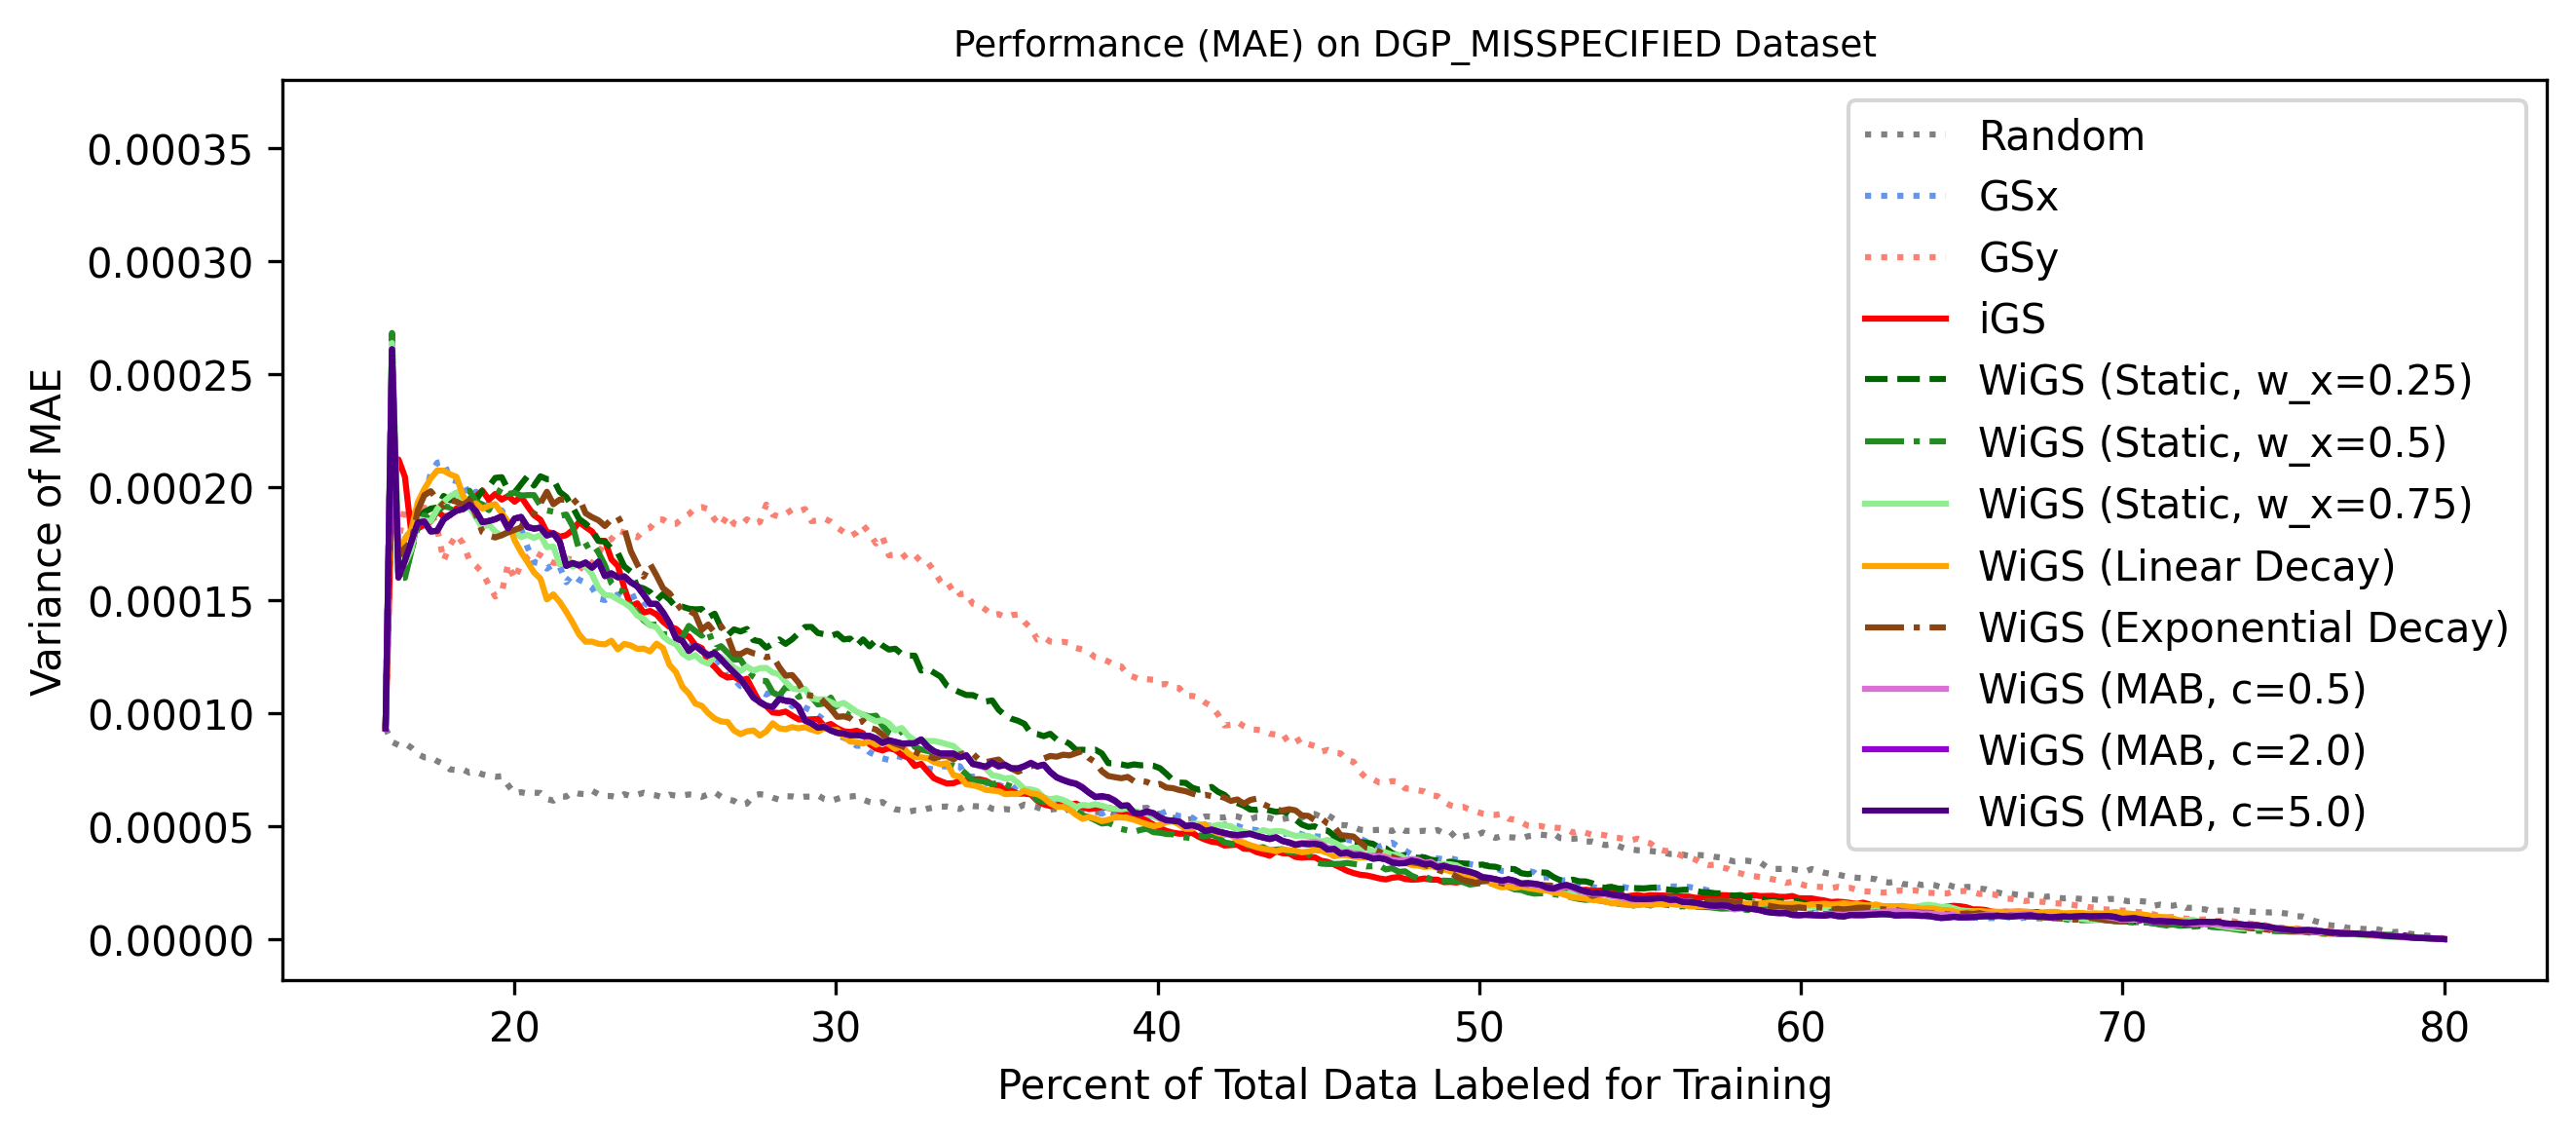 Performance (MAE) on DGP_MISSPECIFIED Dataset
Variance of MAE
0.00035
0.00030
0.00025
0.00020
0.00015
0.00010
0.00005
0.00000
Random
GSx
GSy
iGS
WiGS (Static, w_x=0.25)
WiGS (Static, w_x=0.5)
WiGS (Static, w_x=0.75)
WiGS (Linear Decay)
WiGS (Exponential Decay)
WiGS (MAB, c=0.5)
WiGS (MAB, c=2.0)
WiGS (MAB, c=5.0)
20 30 40 50 60 70 80
Percent of Total Data Labeled for Training